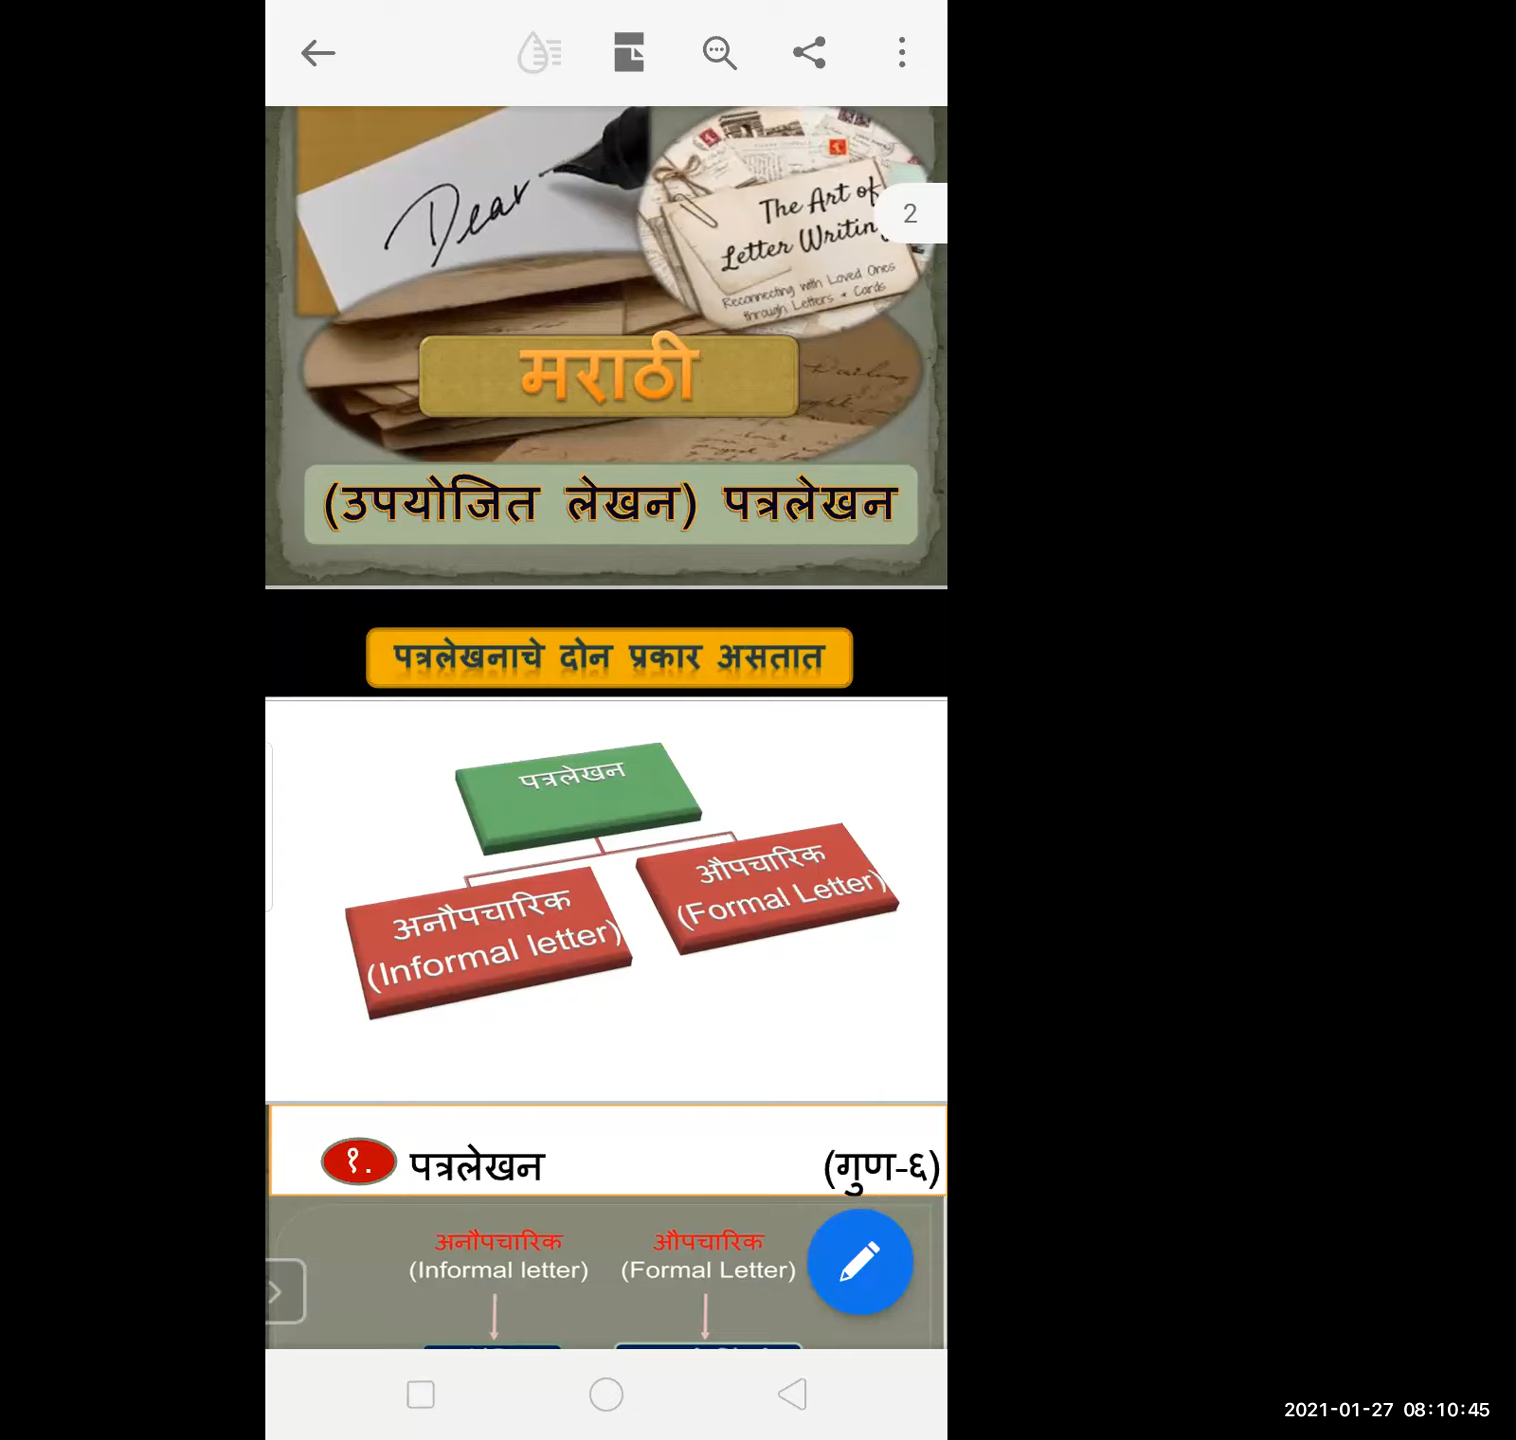 Dear
The Art of
Letter Writin
Reconnecting with Loved Ones
through Letters + Cards
2
मराठी
Darling
(उपयोजित लेखन) पत्रलेखन
पत्रलेखनाचे दोन प्रकार असतात
पत्रलेखन
औपचारिक
(Formal Letter)
अनौपचारिक
(Informal letter)
१. पत्रलेखन (गुण-६)
अनौपचारिक औपचारिक
(Informal letter) (Formal Letter)
2021-01-27 08:10:45